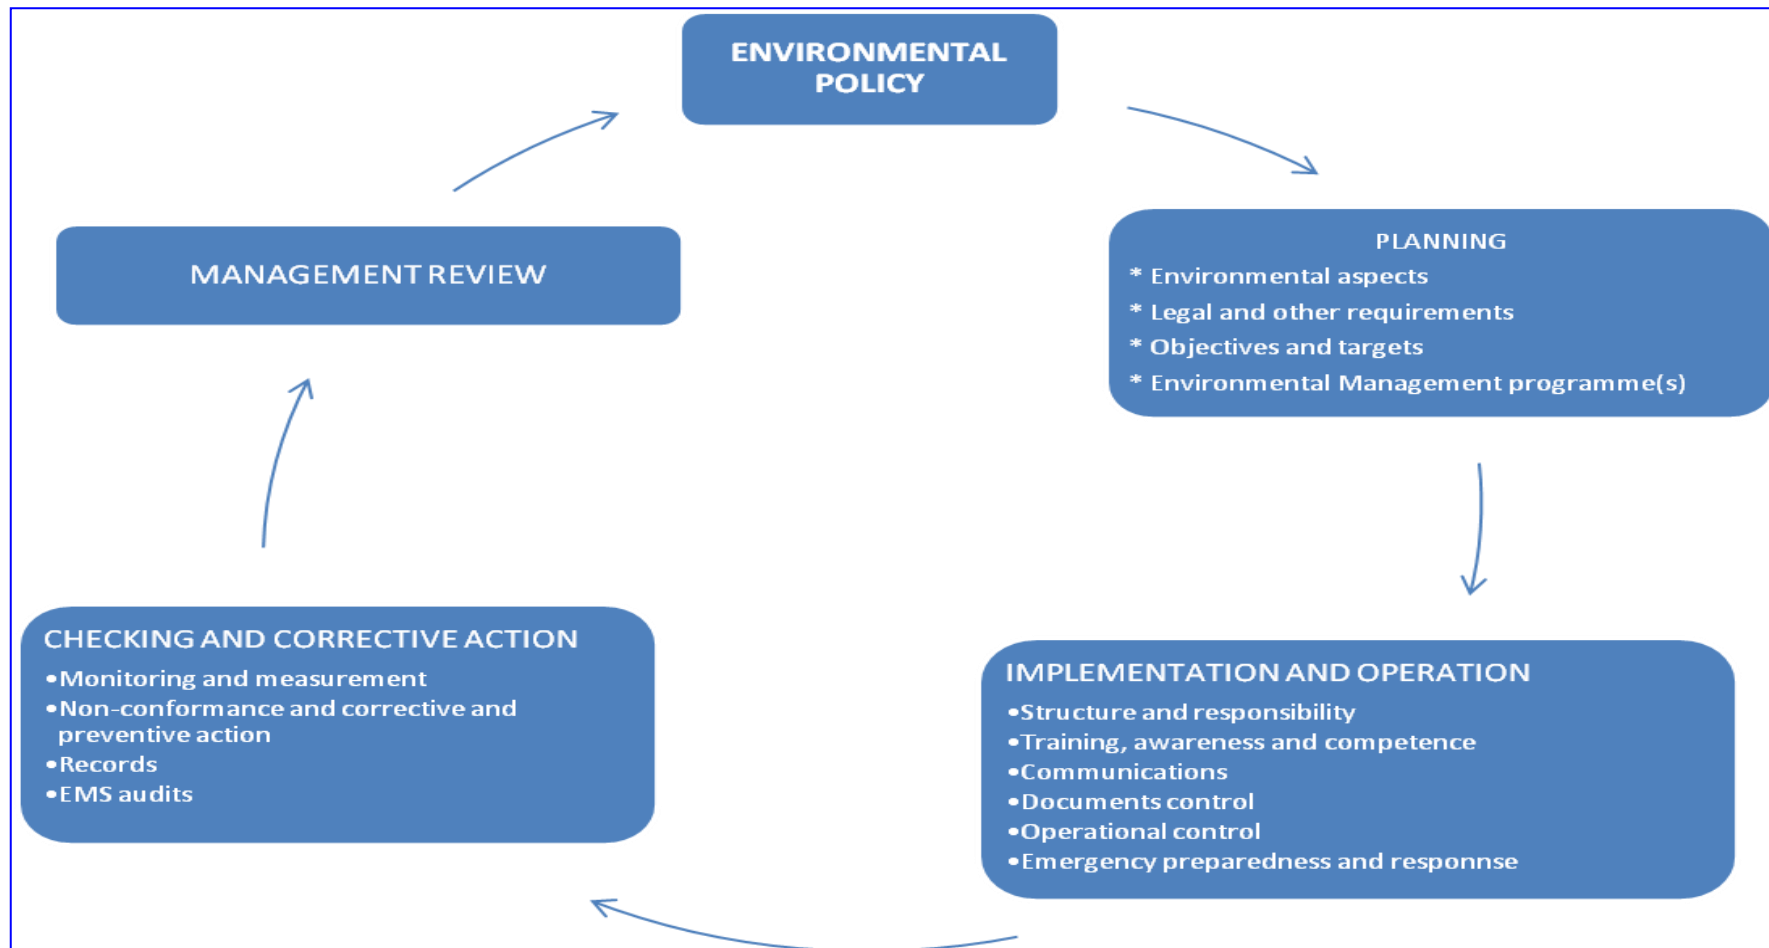 ENVIRONMENTAL
POLICY
PLANNING
* Environmental aspects
* Legal and other requirements
* Objectives and targets
* Environmental Management programme(s)
IMPLEMENTATION AND OPERATION
•Structure and responsibility
•Training, awareness and competence
•Communications
•Documents control
•Operational control
•Emergency preparedness and responnse
CHECKING AND CORRECTIVE ACTION
•Monitoring and measurement
•Non-conformance and corrective and
preventive action
•Records
•EMS audits
MANAGEMENT REVIEW